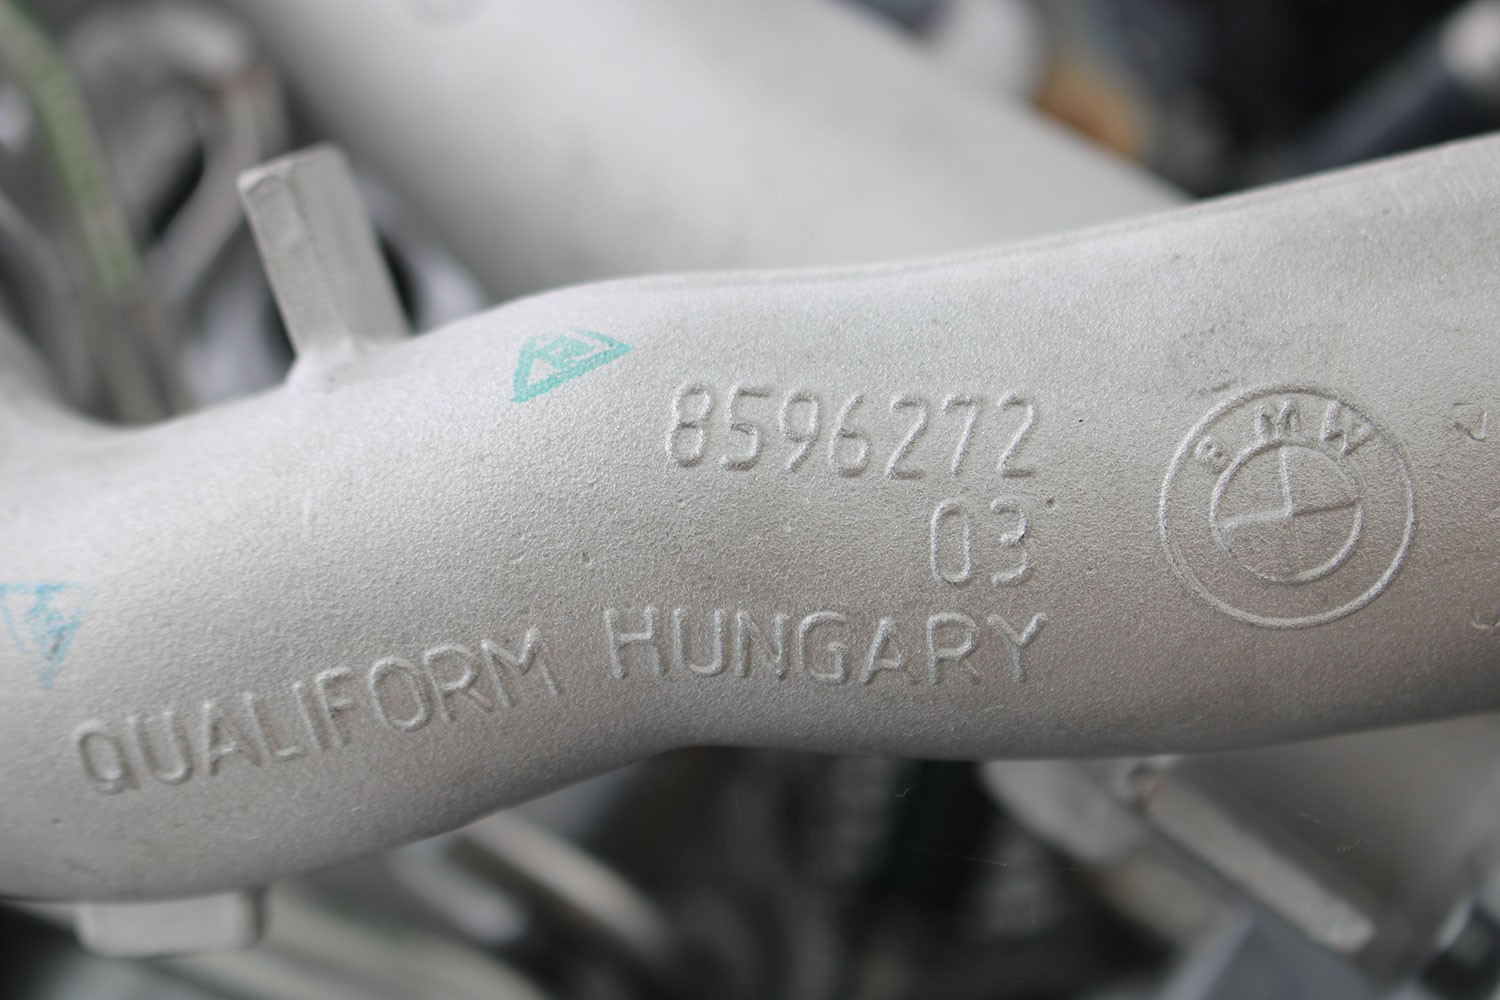 8596272
03
BMW
QUALIFORM HUNGARY